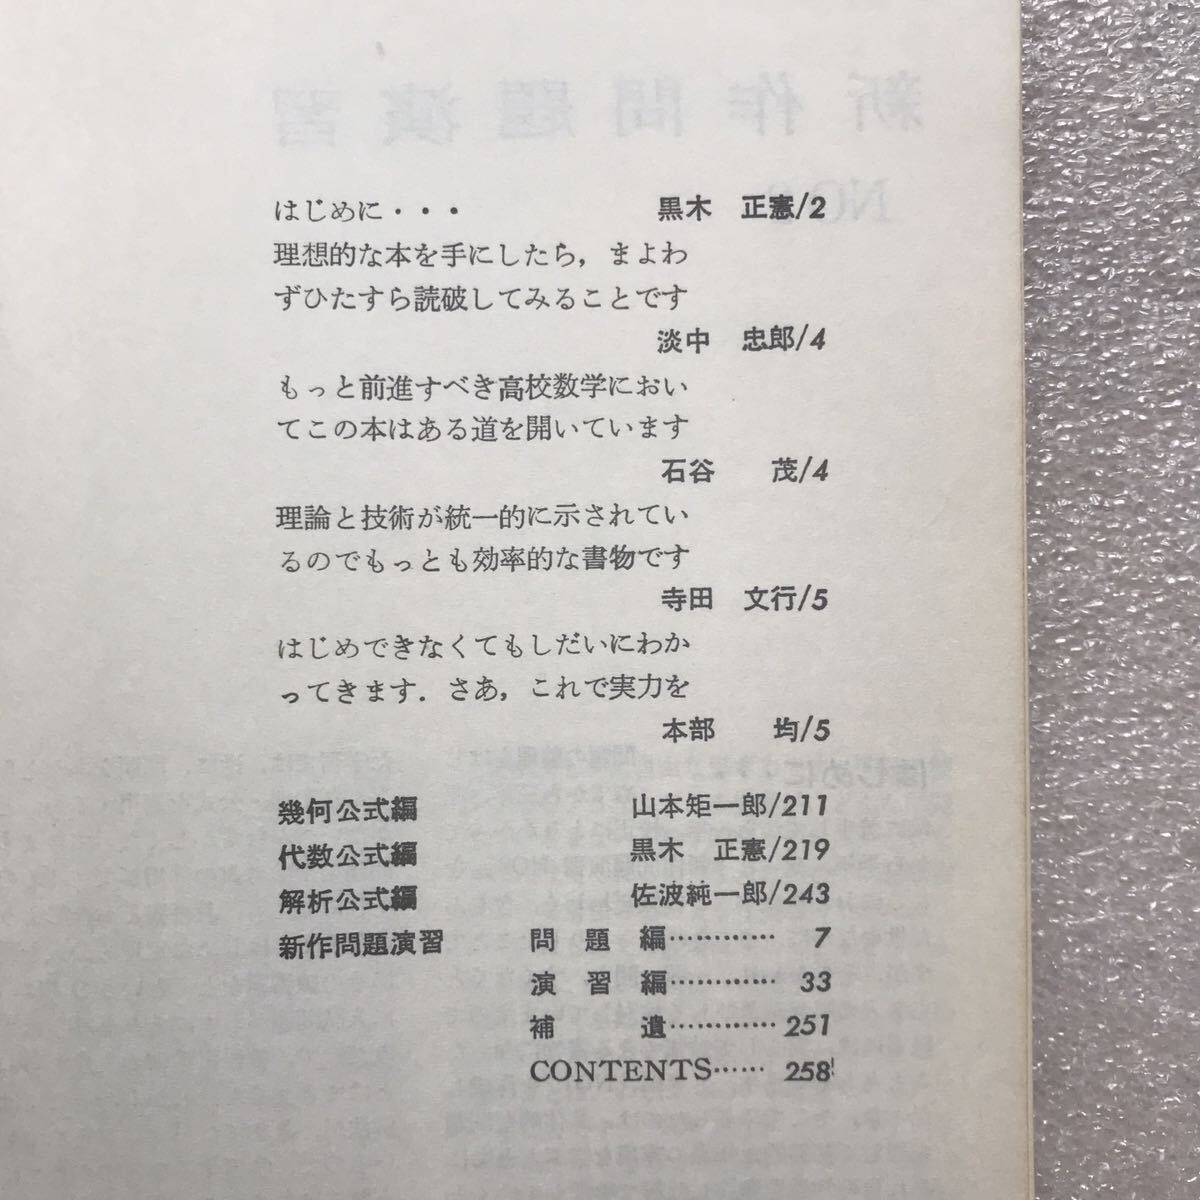 はじめに・・・ 黒木 正憲/2
理想的な本を手にしたら，まよわ
ずひたすら読破してみることです
淡中 忠郎/4
もっと前進すべき高校数学におい
てこの本はある道を開いています
石谷 茂/4
理論と技術が統一的に示されてい
るのでもっとも効率的な書物です
寺田 文行/5
はじめできなくてもしだいにわか
ってきます．さあ，これで実力を
本部 均/5
幾何公式編 山本矩一郎/211
代数公式編 黒木 正憲/219
解析公式編 佐波純一郎/243
新作問題演習 問題編………… 7
演習編………… 33
補遺………… 251
CONTENTS…… 258